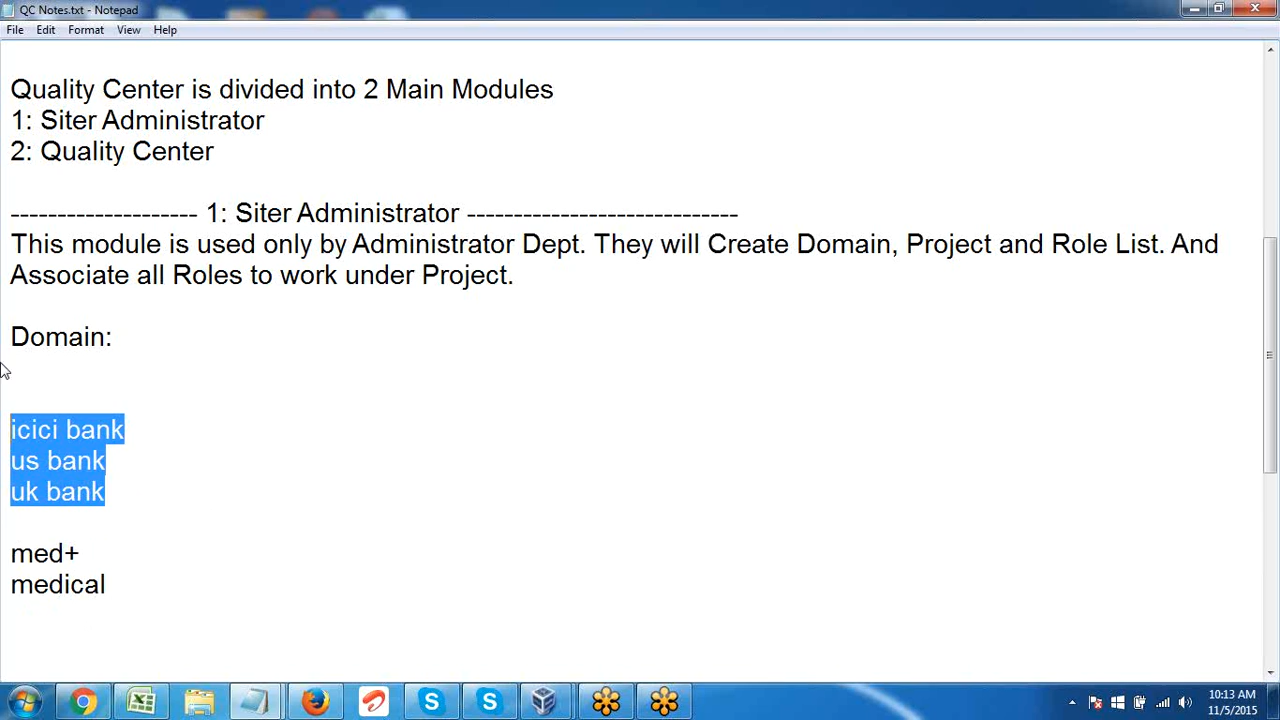 QC Notes.txt - Notepad
File Edit Format View Help
Quality Center is divided into 2 Main Modules
1: Siter Administrator
2: Quality Center
-------------------- 1: Siter Administrator -----------------------------
This module is used only by Administrator Dept. They will Create Domain, Project and Role List. And
Associate all Roles to work under Project.
Domain:
icici bank
us bank
uk bank
med+
medical
10:13 AM
11/5/2015